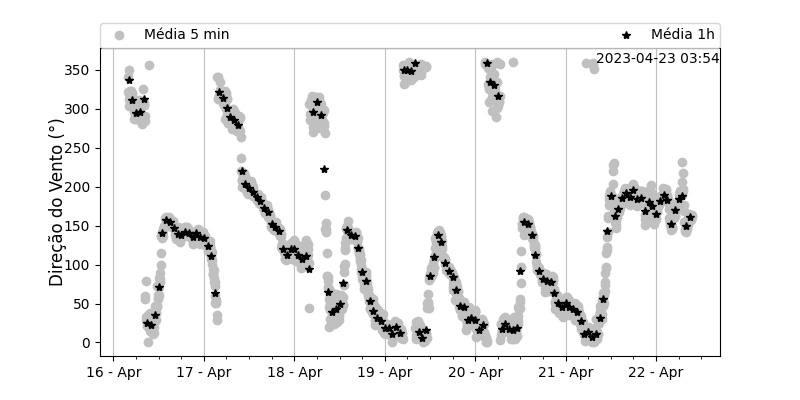 Média 5 min
Média 1h
2023-04-23 03:54
Direção do Vento (°)
350
300
250
200
150
100
50
0
16 - Apr
17 - Apr
18 - Apr
19 - Apr
20 - Apr
21 - Apr
22 - Apr